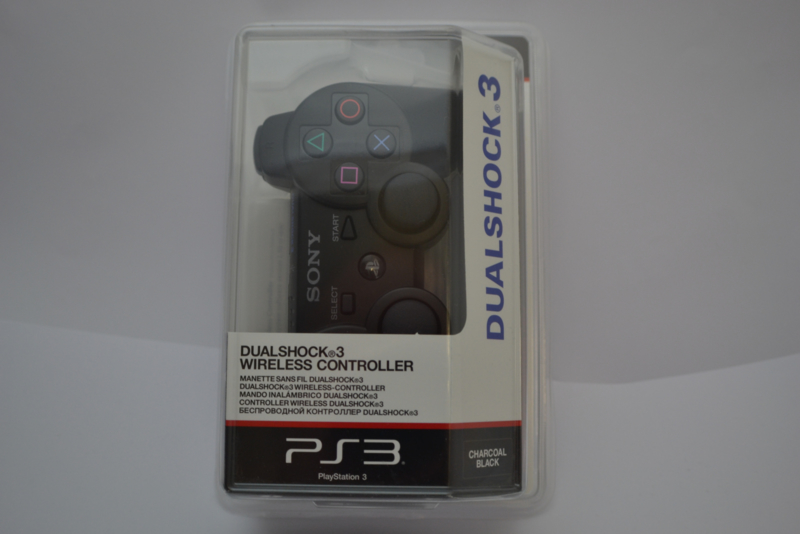 DUALSHOCK®3
SONY
START
SELECT
DUALSHOCK®3
WIRELESS CONTROLLER
MANETTE SANS FIL DUALSHOCK®3
DUALSHOCK®3 WIRELESS-CONTROLLER
MANDO INALÁMBRICO DUALSHOCK®3
CONTROLLER WIRELESS DUALSHOCK®3
БЕСПРОВОДНОЙ КОНТРОЛЛЕР DUALSHOCK®3
PS3
PlayStation 3
CHARCOAL
BLACK